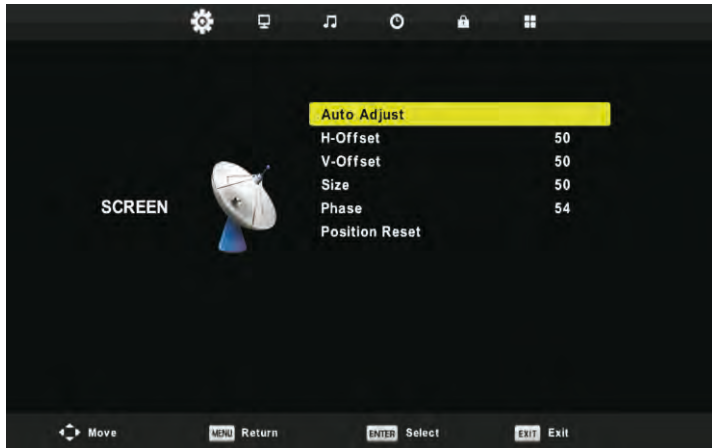 Auto Adjust
H-Offset 50
V-Offset 50
Size 50
SCREEN
Phase 54
Position Reset
Move MENU Return ENTER Select EXIT Exit